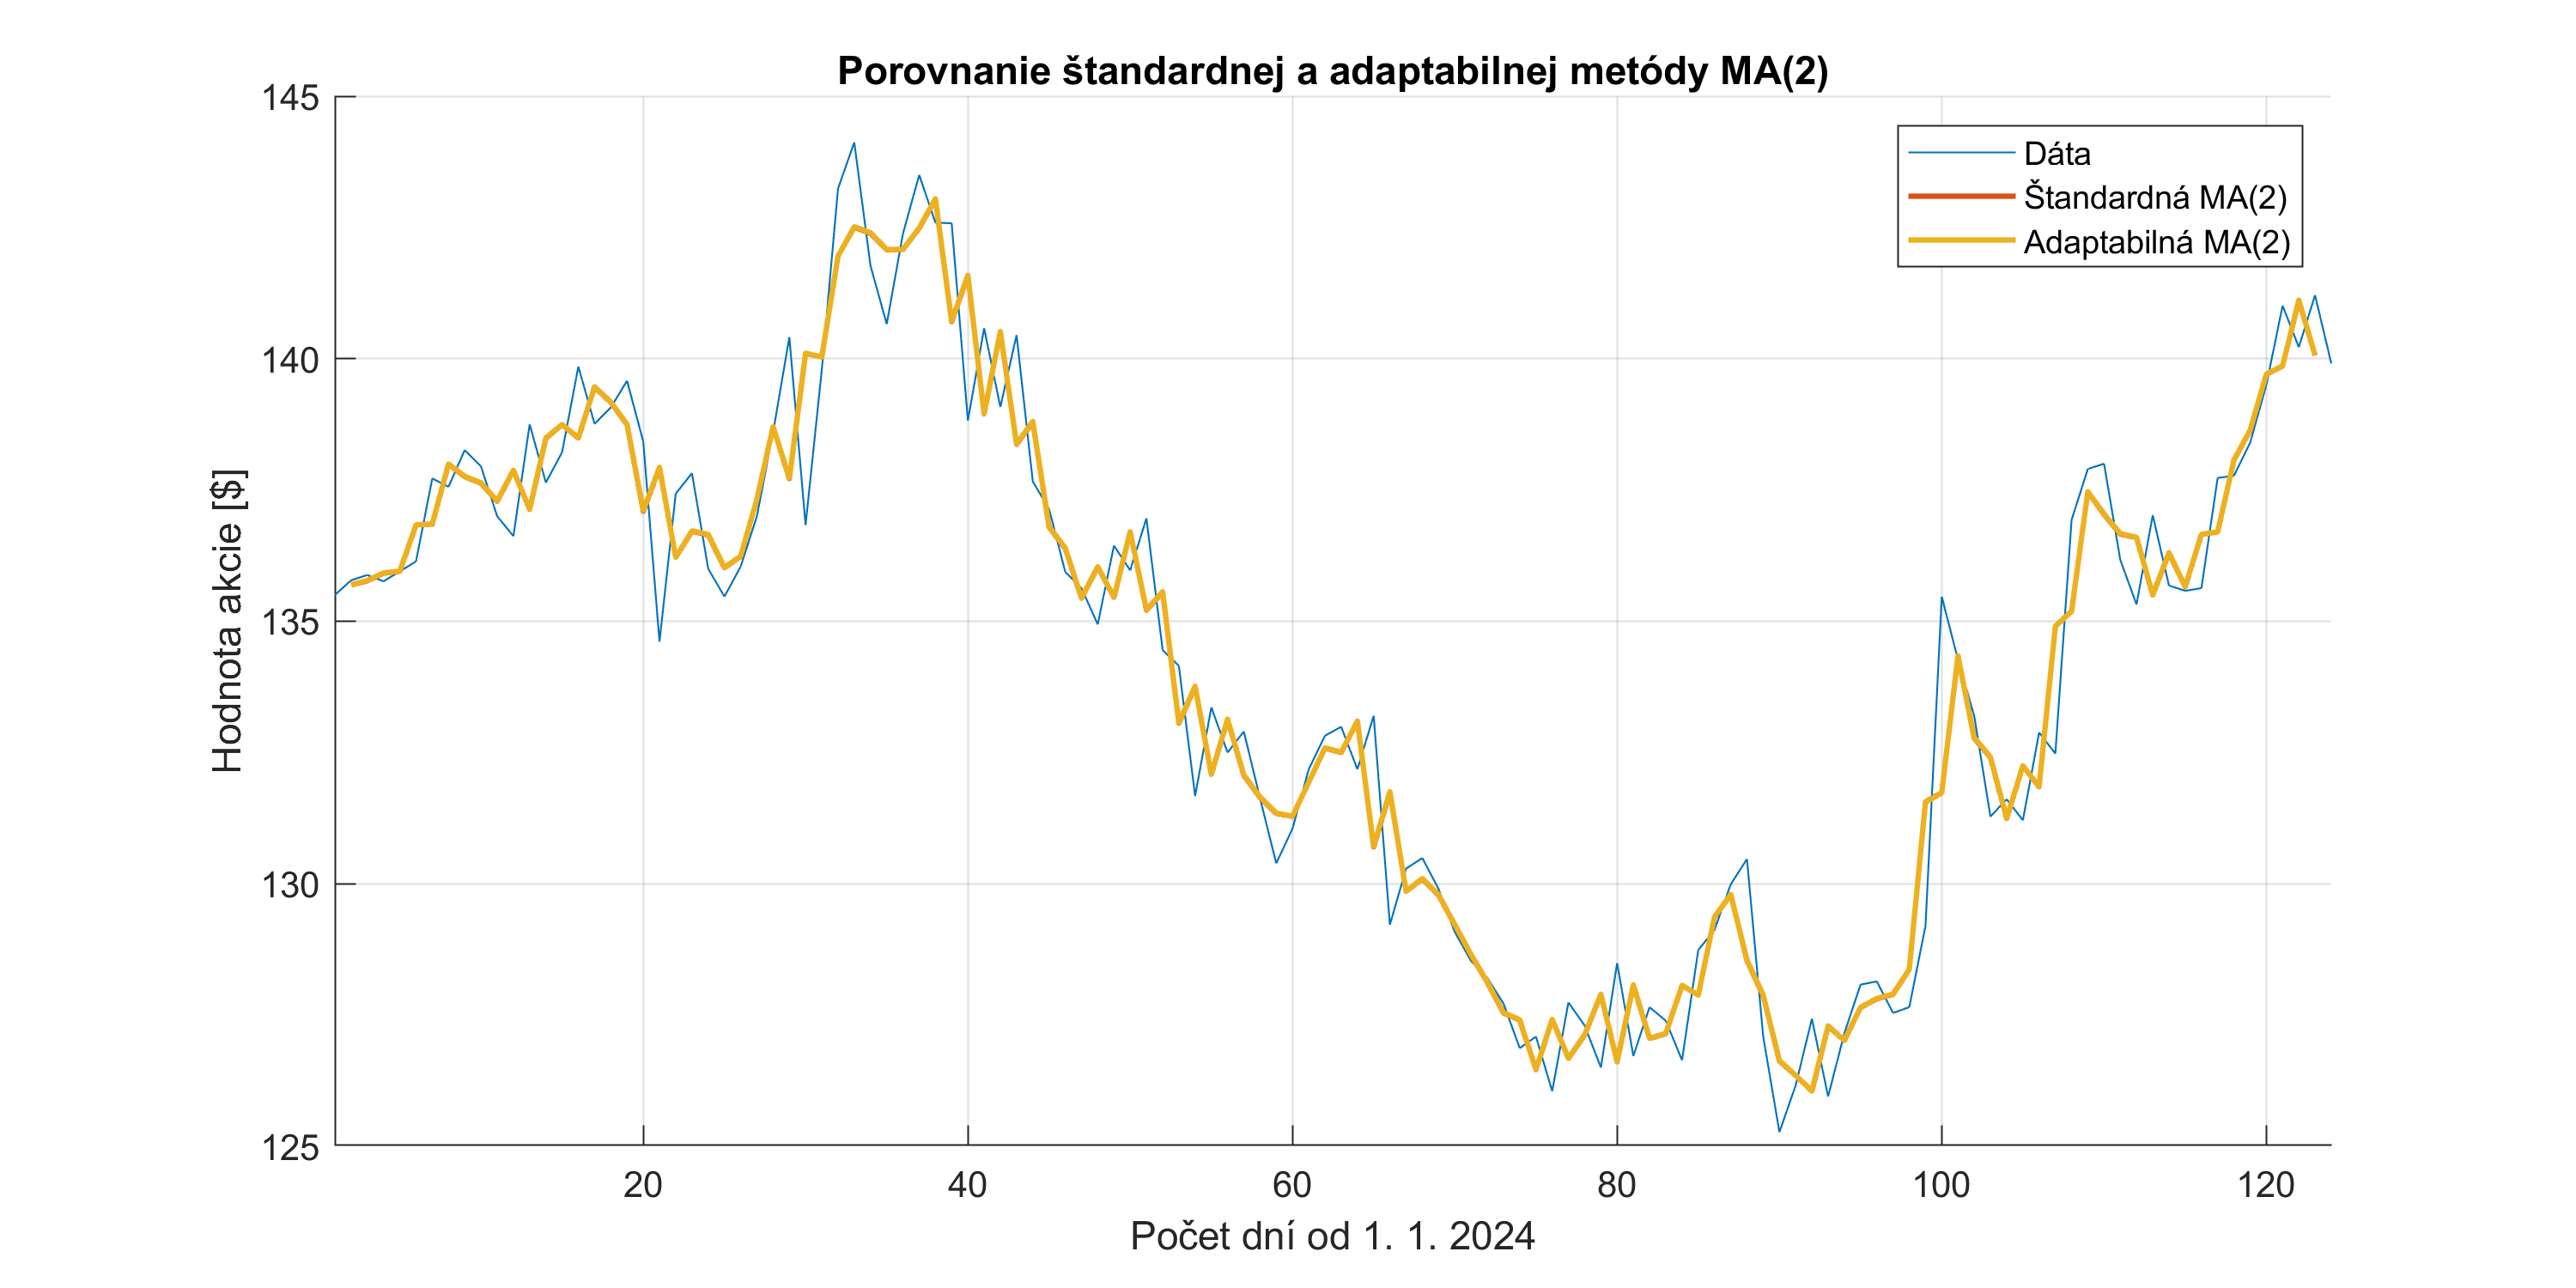 Porovnanie štandardnej a adaptabilnej metódy MA(2)
145
140
135
130
125
Hodnota akcie [$]
Dáta
Štandardná MA(2)
Adaptabilná MA(2)
20 40 60 80 100 120
Počet dní od 1. 1. 2024